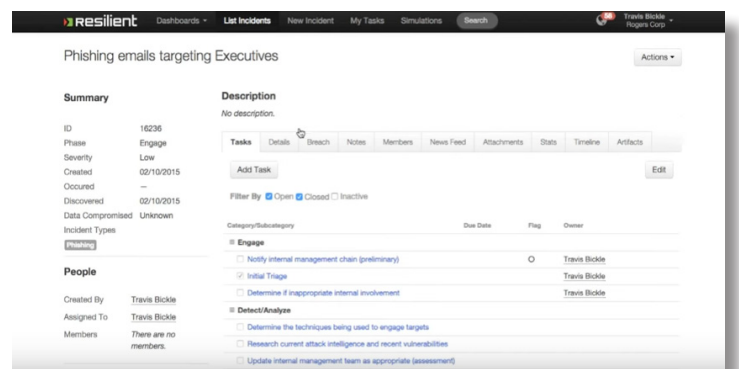 Resilient Dashboards List Incidents New Incident My Tasks Simulations Search Travis Bickle
Rogers Corp
Phishing emails targeting Executives
Actions
Summary
ID 16236
Phase Engage
Severity Low
Created 02/10/2015
Occured —
Discovered 02/10/2015
Data Compromised Unknown
Incident Types
Phishing
People
Created By Travis Bickle
Assigned To Travis Bickle
Members There are no
members.
Description
No description.
Tasks Details Breach Notes Members News Feed Attachments Stats Timeline Artifacts
Add Task Edit
Filter By Open Closed Inactive
Category/Subcategory Due Date Flag Owner
Engage
Notify internal management chain (preliminary) Travis Bickle
Initial Triage Travis Bickle
Determine if inappropriate internal involvement Travis Bickle
Detect/Analyze
Determine the techniques being used to engage targets
Research current attack intelligence and recent vulnerabilities
Update internal management team as appropriate (assessment)